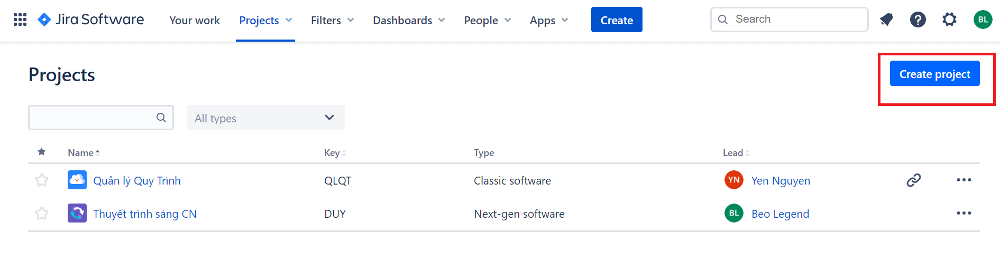 Jira Software Your work Projects Filters Dashboards People Apps Create Search BL
Projects Create project
All types
Name Key Type Lead
Quản lý Quy Trình QLQT Classic software YN Yen Nguyen
Thuyết trình sáng CN DUY Next-gen software BL Beo Legend